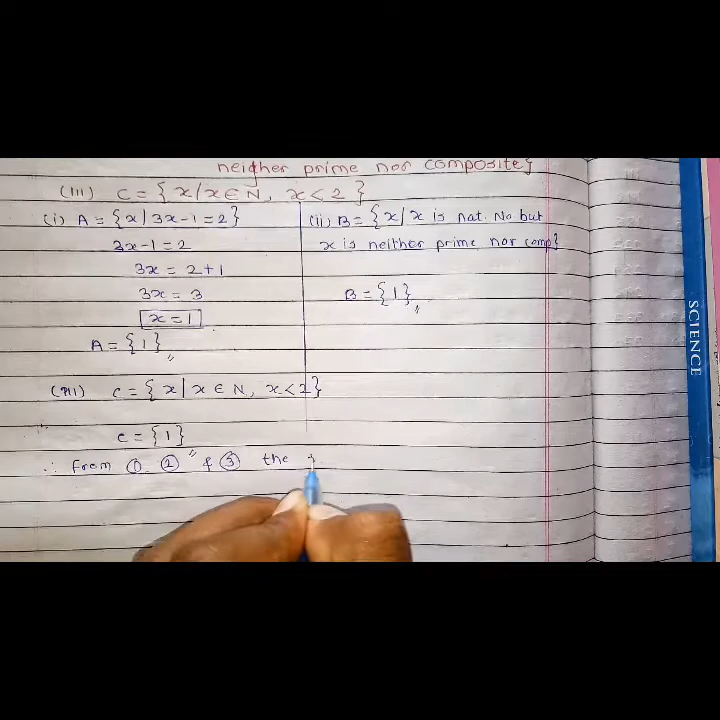 neither prime nor composite}
(III) C = {x/x∈N, x<2}
(i) A = {x | 3x-1=2}
3x-1=2
3x = 2+1
3x = 3
x=1
A = {1}
(ii) B = {x/x is nat. No but
x is neither prime nor comp}
B = {1}
(III) C = {x/x ∈ N, x<2}
C = {1}
∴ From ① ② & ③ the
SCIENCE